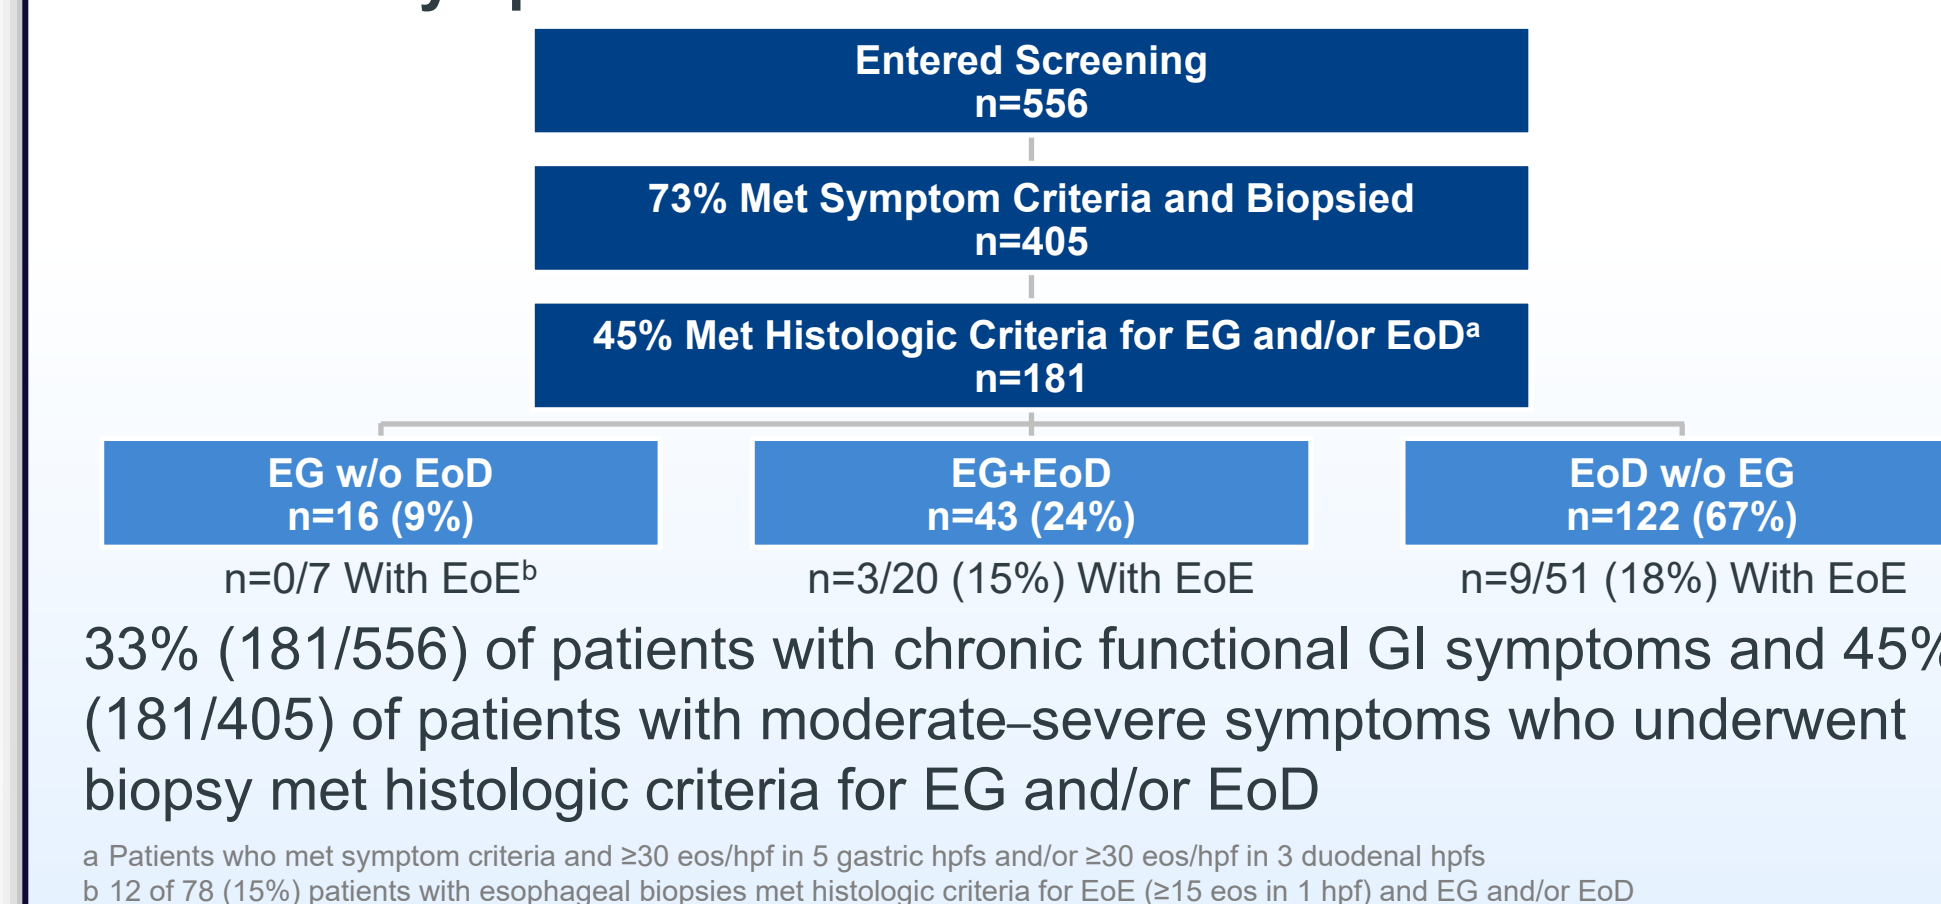 Entered Screening
n=556
73% Met Symptom Criteria and Biopsied
n=405
45% Met Histologic Criteria for EG and/or EoDᵃ
n=181
EG w/o EoD
n=16 (9%)
EG+EoD
n=43 (24%)
EoD w/o EG
n=122 (67%)
n=0/7 With EoEᵇ
n=3/20 (15%) With EoE
n=9/51 (18%) With EoE
33% (181/556) of patients with chronic functional GI symptoms and 45%
(181/405) of patients with moderate–severe symptoms who underwent
biopsy met histologic criteria for EG and/or EoD
a Patients who met symptom criteria and ≥30 eos/hpf in 5 gastric hpfs and/or ≥30 eos/hpf in 3 duodenal hpfs
b 12 of 78 (15%) patients with esophageal biopsies met histologic criteria for EoE (≥15 eos in 1 hpf) and EG and/or EoD